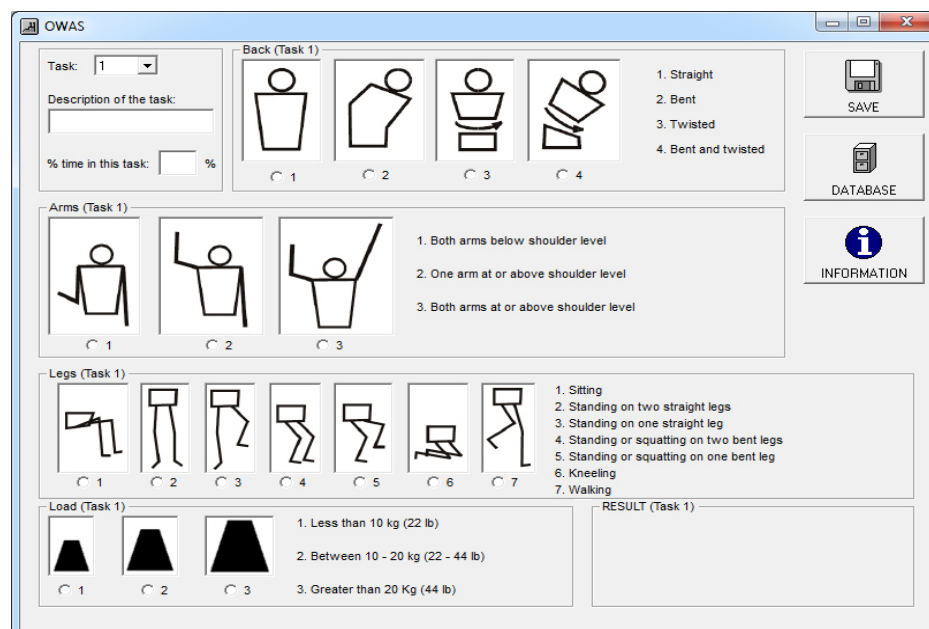 OWAS
Task: 1
Description of the task:
% time in this task: %
Back (Task 1)
1 2 3 4
1. Straight
2. Bent
3. Twisted
4. Bent and twisted
SAVE
DATABASE
INFORMATION
Arms (Task 1)
1 2 3
1. Both arms below shoulder level
2. One arm at or above shoulder level
3. Both arms at or above shoulder level
Legs (Task 1)
1 2 3 4 5 6 7
1. Sitting
2. Standing on two straight legs
3. Standing on one straight leg
4. Standing or squatting on two bent legs
5. Standing or squatting on one bent leg
6. Kneeling
7. Walking
Load (Task 1)
1 2 3
1. Less than 10 kg (22 lb)
2. Between 10 - 20 kg (22 - 44 lb)
3. Greater than 20 Kg (44 lb)
RESULT (Task 1)